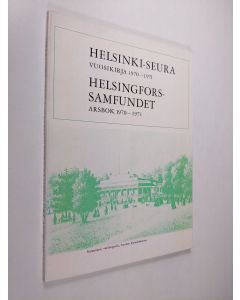 HELSINKI-SEURA
VUOSIKIRJA 1970–1971
HELSINGFORS-
SAMFUNDET
ÅRSBOK 1970–1971